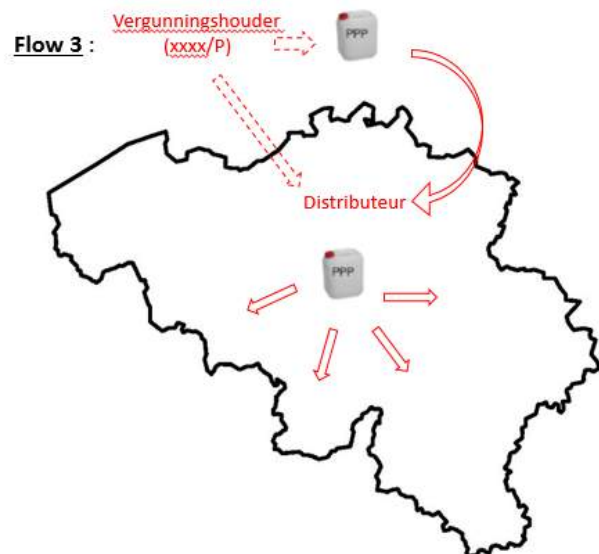 Flow 3 :
Vergunningshouder
(xxxx/P)
PPP
Distributeur
PPP